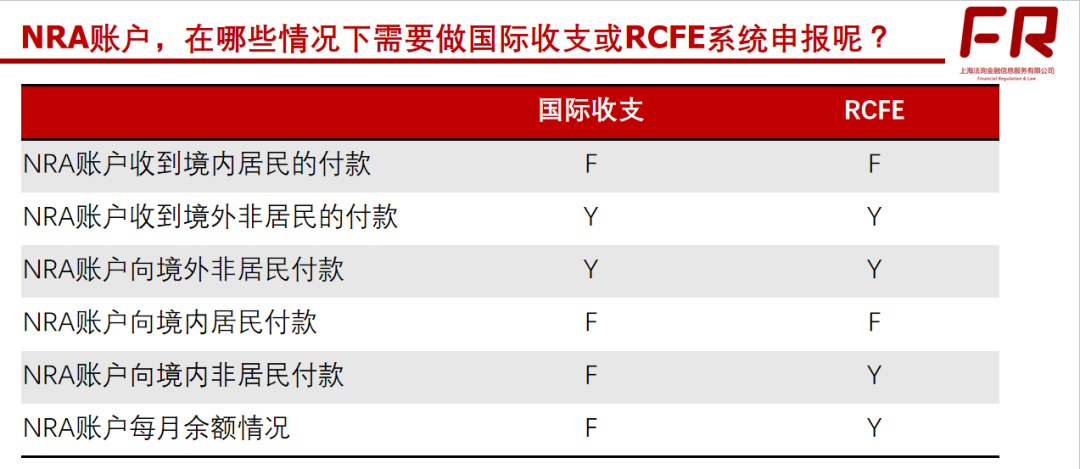 NRA账户，在哪些情况下需要做国际收支或RCFE系统申报呢？
FR
上海法询金融信息服务有限公司
Financial Regulation & Law
国际收支 RCFE
NRA账户收到境内居民的付款 F F
NRA账户收到境外非居民的付款 Y Y
NRA账户向境外非居民付款 Y Y
NRA账户向境内居民付款 F F
NRA账户向境内非居民付款 F Y
NRA账户每月余额情况 F Y